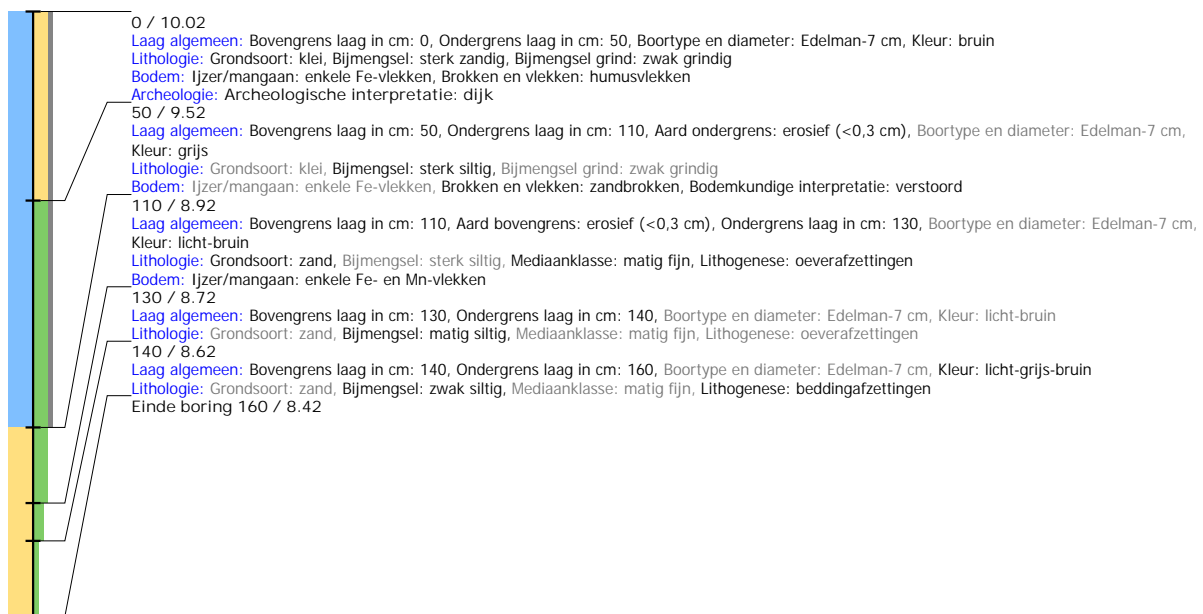 0 / 10.02
Laag algemeen: Bovengrens laag in cm: 0, Ondergrens laag in cm: 50, Boortype en diameter: Edelman-7 cm, Kleur: bruin
Lithologie: Grondsoort: klei, Bijmengsel: sterk zandig, Bijmengsel grind: zwak grindig
Bodem: Ijzer/mangaan: enkele Fe-vlekken, Brokken en vlekken: humusvlekken
Archeologie: Archeologische interpretatie: dijk
50 / 9.52
Laag algemeen: Bovengrens laag in cm: 50, Ondergrens laag in cm: 110, Aard ondergrens: erosief (<0,3 cm), Boortype en diameter: Edelman-7 cm,
Kleur: grijs
Lithologie: Grondsoort: klei, Bijmengsel: sterk siltig, Bijmengsel grind: zwak grindig
Bodem: Ijzer/mangaan: enkele Fe-vlekken, Brokken en vlekken: zandbrokken, Bodemkundige interpretatie: verstoord
110 / 8.92
Laag algemeen: Bovengrens laag in cm: 110, Aard bovengrens: erosief (<0,3 cm), Ondergrens laag in cm: 130, Boortype en diameter: Edelman-7 cm,
Kleur: licht-bruin
Lithologie: Grondsoort: zand, Bijmengsel: sterk siltig, Mediaanklasse: matig fijn, Lithogenese: oeverafzettingen
Bodem: Ijzer/mangaan: enkele Fe- en Mn-vlekken
130 / 8.72
Laag algemeen: Bovengrens laag in cm: 130, Ondergrens laag in cm: 140, Boortype en diameter: Edelman-7 cm, Kleur: licht-bruin
Lithologie: Grondsoort: zand, Bijmengsel: matig siltig, Mediaanklasse: matig fijn, Lithogenese: oeverafzettingen
140 / 8.62
Laag algemeen: Bovengrens laag in cm: 140, Ondergrens laag in cm: 160, Boortype en diameter: Edelman-7 cm, Kleur: licht-grijs-bruin
Lithologie: Grondsoort: zand, Bijmengsel: zwak siltig, Mediaanklasse: matig fijn, Lithogenese: beddingafzettingen
Einde boring 160 / 8.42